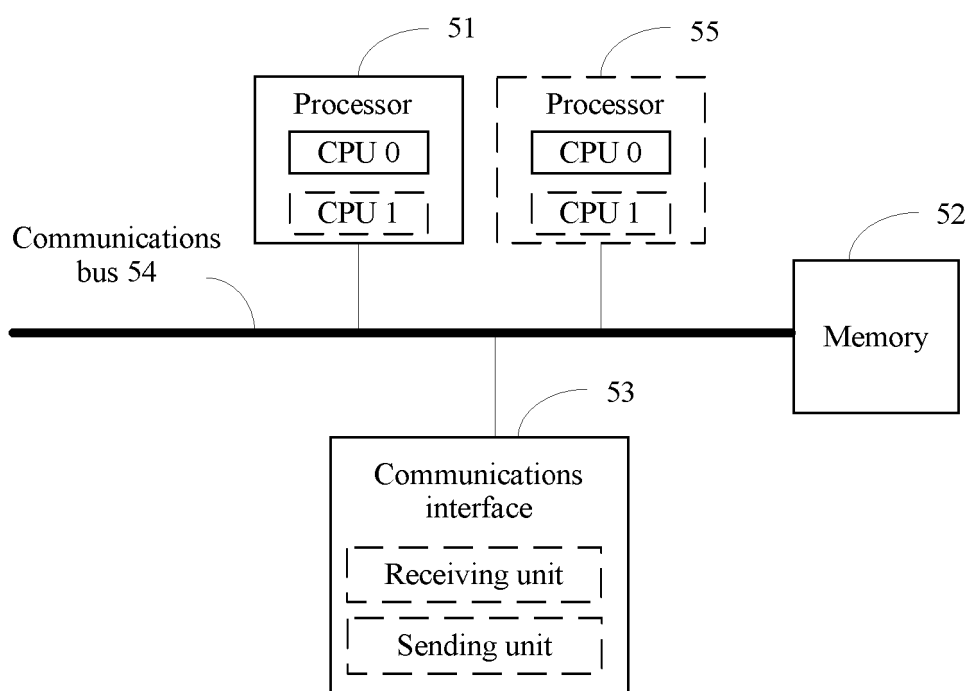 51
55
Processor
CPU 0
CPU 1
Processor
CPU 0
CPU 1
52
Communications
bus 54
Memory
53
Communications
interface
Receiving unit
Sending unit